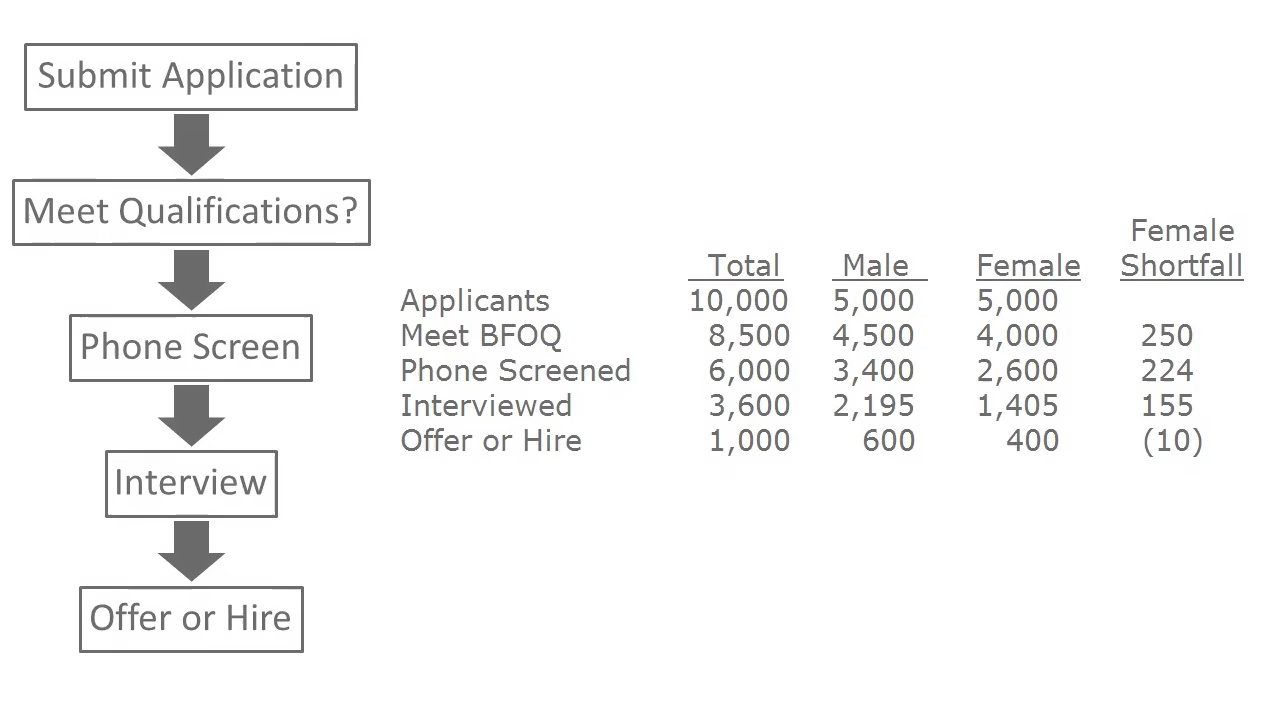 Submit Application
Meet Qualifications?
Phone Screen
Interview
Offer or Hire
Female
Total Male Female Shortfall
Applicants 10,000 5,000 5,000
Meet BFOQ 8,500 4,500 4,000 250
Phone Screened 6,000 3,400 2,600 224
Interviewed 3,600 2,195 1,405 155
Offer or Hire 1,000 600 400 (10)